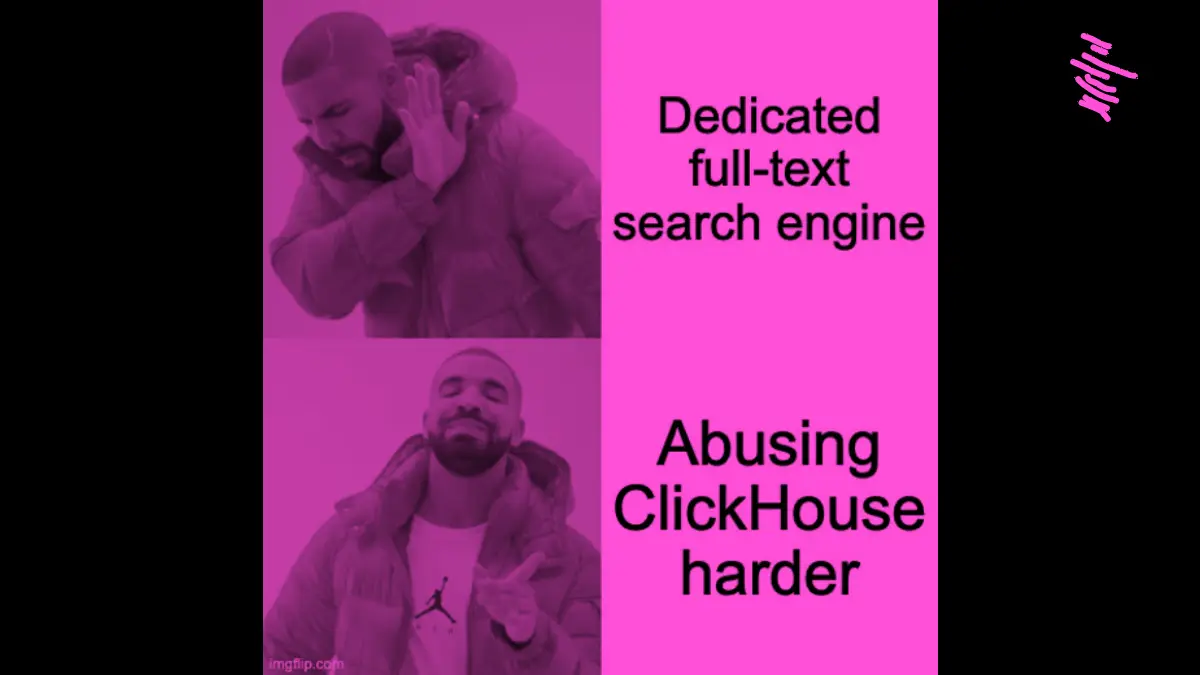 Dedicated
full-text
search engine
Abusing
ClickHouse
harder
imgflip.com